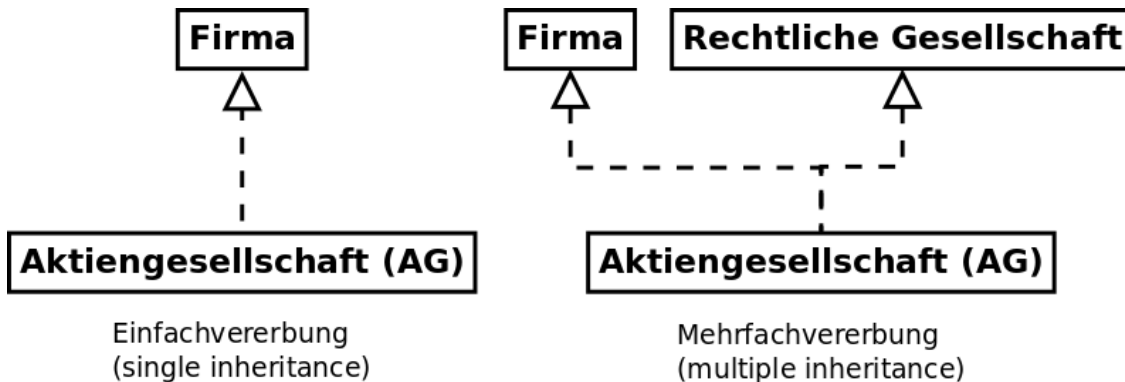 Firma
Firma
Rechtliche Gesellschaft
Aktiengesellschaft (AG)
Aktiengesellschaft (AG)
Einfachvererbung
(single inheritance)
Mehrfachvererbung
(multiple inheritance)